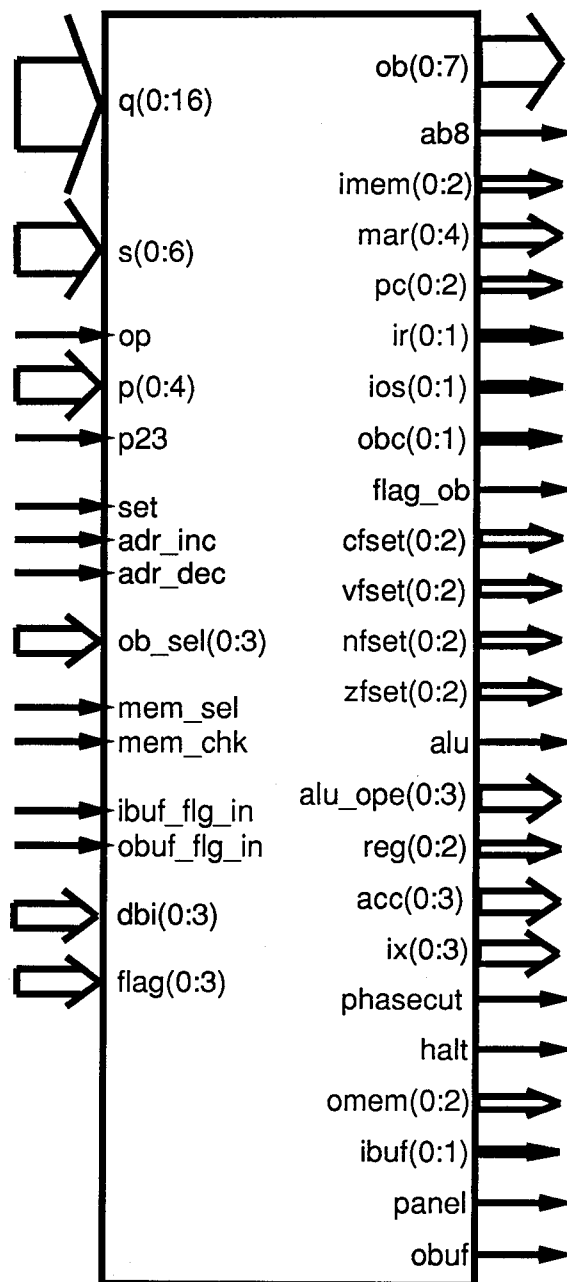 q(0:16)
s(0:6)
op
p(0:4)
p23
set
adr_inc
adr_dec
ob_sel(0:3)
mem_sel
mem_chk
ibuf_flg_in
obuf_flg_in
dbi(0:3)
flag(0:3)
ob(0:7)
ab8
imem(0:2)
mar(0:4)
pc(0:2)
ir(0:1)
ios(0:1)
obc(0:1)
flag_ob
cfset(0:2)
vfset(0:2)
nfset(0:2)
zfset(0:2)
alu
alu_ope(0:3)
reg(0:2)
acc(0:3)
ix(0:3)
phasecut
halt
omem(0:2)
ibuf(0:1)
panel
obuf